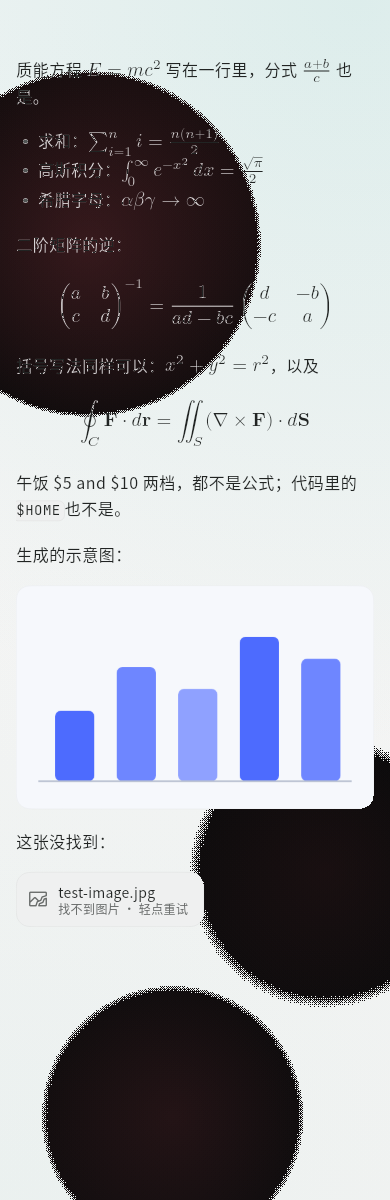 质能方程 E = mc² 写在一行里，分式 (a+b)/c 也
是。
◦ 求和：∑_{i=1}^{n} i = n(n+1)/2
◦ 高斯积分：∫_0^∞ e^{-x²} dx = √π/2
◦ 希腊字母：αβγ → ∞
二阶矩阵的逆：
(a b; c d)^{-1} = 1/(ad − bc) (d −b; −c a)
括号写法同样可以：x² + y² = r²，以及
∮_C F · dr = ∬_S (∇ × F) · dS
午饭 $5 and $10 两档，都不是公式；代码里的
$HOME 也不是。
生成的示意图：
这张没找到：
test-image.jpg
找不到图片 · 轻点重试